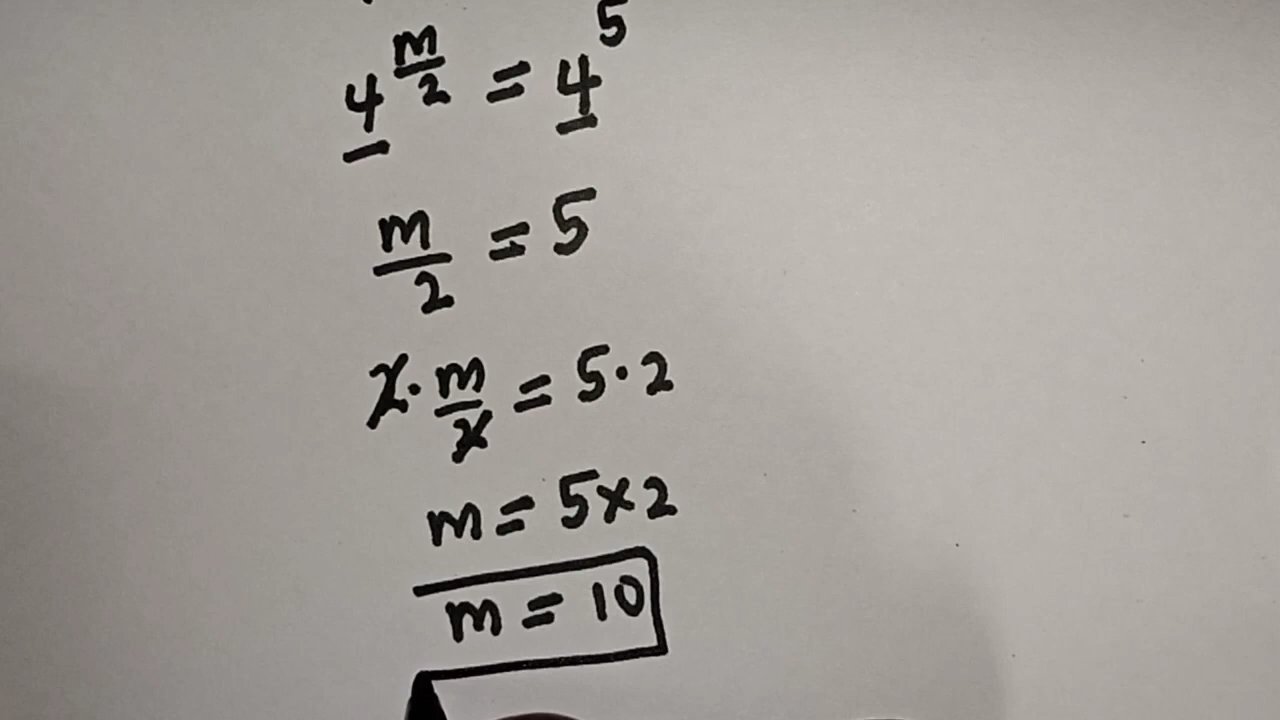 4^(m/2) = 4^5
m/2 = 5
2 · m/2 = 5 · 2
m = 5 × 2
m = 10